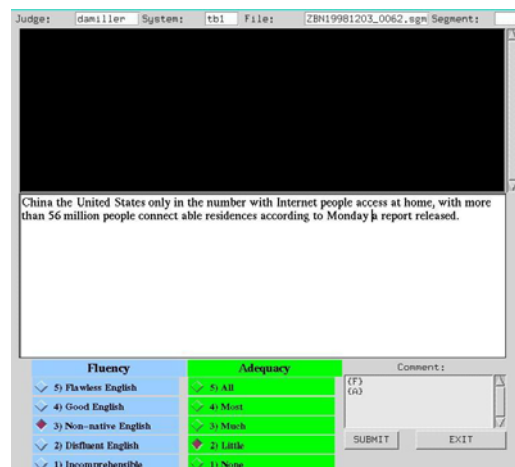 Judge: damiller System: tb1 File: ZBN19981203_0062.sgm Segment:
China the United States only in the number with Internet people access at home, with more
than 56 million people connect able residences according to Monday a report released.
Fluency Adequacy Comment:
5) Flawless English 5) All {F}
{A}
4) Good English 4) Most
3) Non-native English 3) Much
2) Disfluent English 2) Little SUBMIT EXIT
1) Incomprehensible 1) None